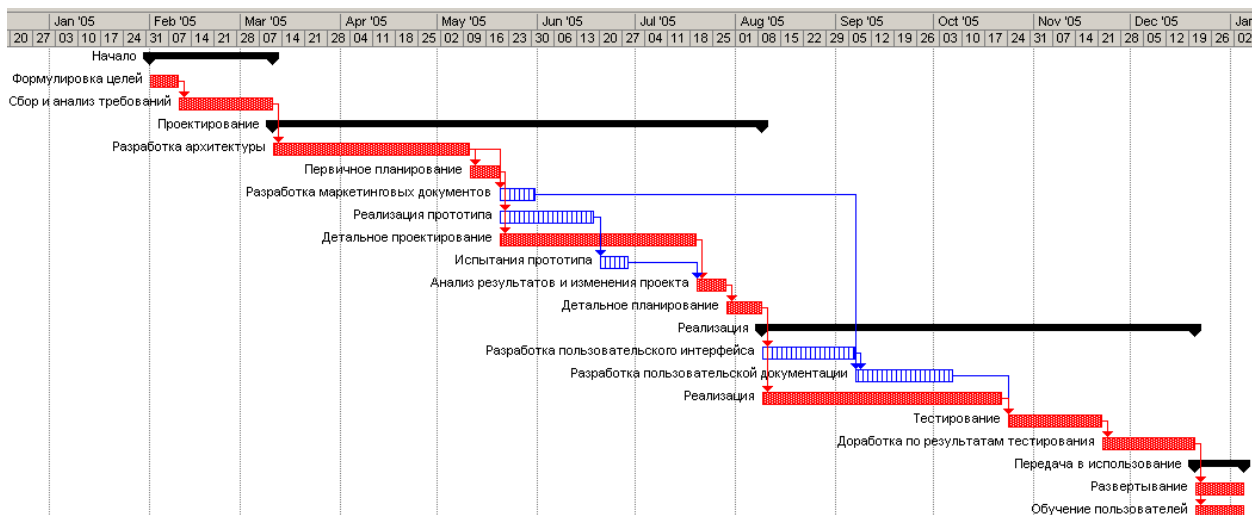 Jan '05 Feb '05 Mar '05 Apr '05 May '05 Jun '05 Jul '05 Aug '05 Sep '05 Oct '05 Nov '05 Dec '05 Jan
20 27 03 10 17 24 31 07 14 21 28 07 14 21 28 04 11 18 25 02 09 16 23 30 06 13 20 27 04 11 18 25 01 08 15 22 29 05 12 19 26 03 10 17 24 31 07 14 21 28 05 12 19 26 02
Начало
Формулировка целей
Сбор и анализ требований
Проектирование
Разработка архитектуры
Первичное планирование
Разработка маркетинговых документов
Реализация прототипа
Детальное проектирование
Испытания прототипа
Анализ результатов и изменения проекта
Детальное планирование
Реализация
Разработка пользовательского интерфейса
Разработка пользовательской документации
Реализация
Тестирование
Доработка по результатам тестирования
Передача в использование
Развертывание
Обучение пользователей